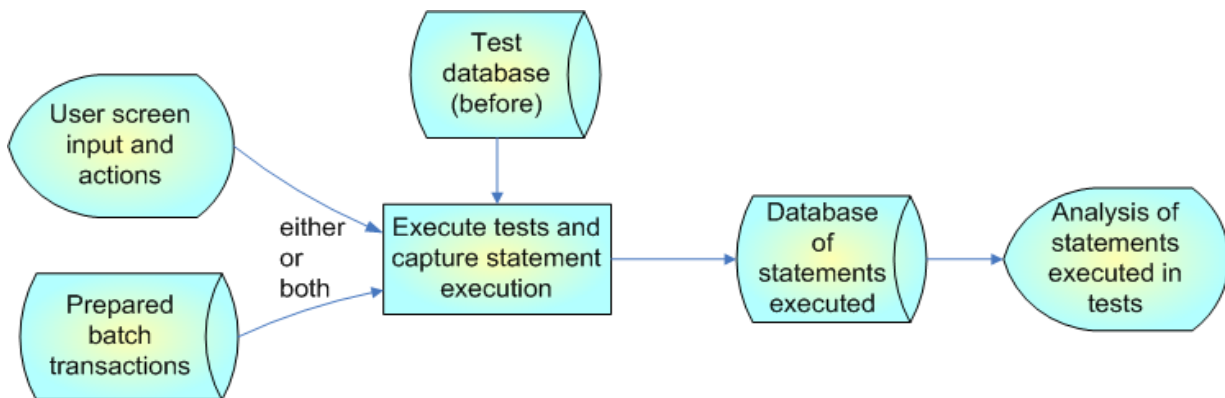 User screen
input and
actions
Test
database
(before)
either
or
both
Prepared
batch
transactions
Execute tests and
capture statement
execution
Database
of
statements
executed
Analysis of
statements
executed in
tests